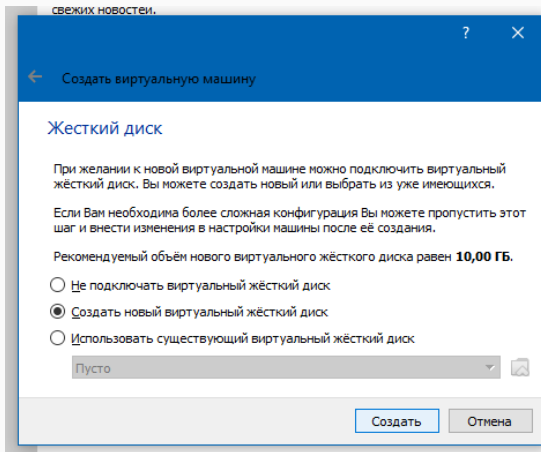 свежих новостей.
?
Создать виртуальную машину
Жесткий диск
При желании к новой виртуальной машине можно подключить виртуальный
жёсткий диск. Вы можете создать новый или выбрать из уже имеющихся.
Если Вам необходима более сложная конфигурация Вы можете пропустить этот
шаг и внести изменения в настройки машины после её создания.
Рекомендуемый объём нового виртуального жёсткого диска равен 10,00 ГБ.
Не подключать виртуальный жёсткий диск
Создать новый виртуальный жёсткий диск
Использовать существующий виртуальный жёсткий диск
Пусто
Создать Отмена